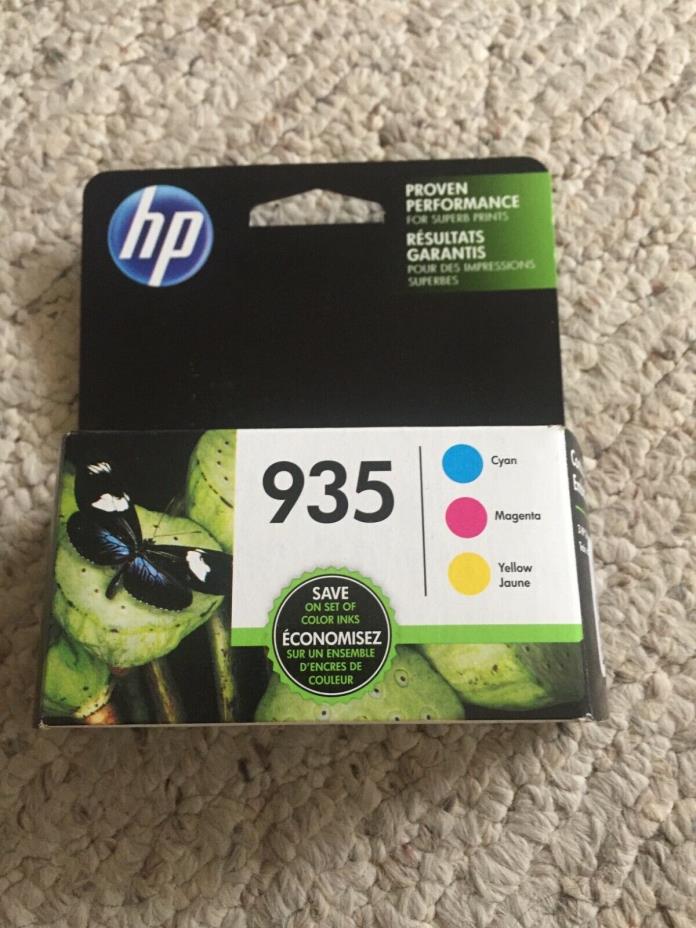 hp
PROVEN
PERFORMANCE
FOR SUPERB PRINTS
RÉSULTATS
GARANTIS
POUR DES IMPRESSIONS
SUPERBES
935
Cyan
Magenta
Yellow
Jaune
SAVE
ON SET OF
COLOR INKS
ÉCONOMISEZ
SUR UN ENSEMBLE
D'ENCRES DE
COULEUR